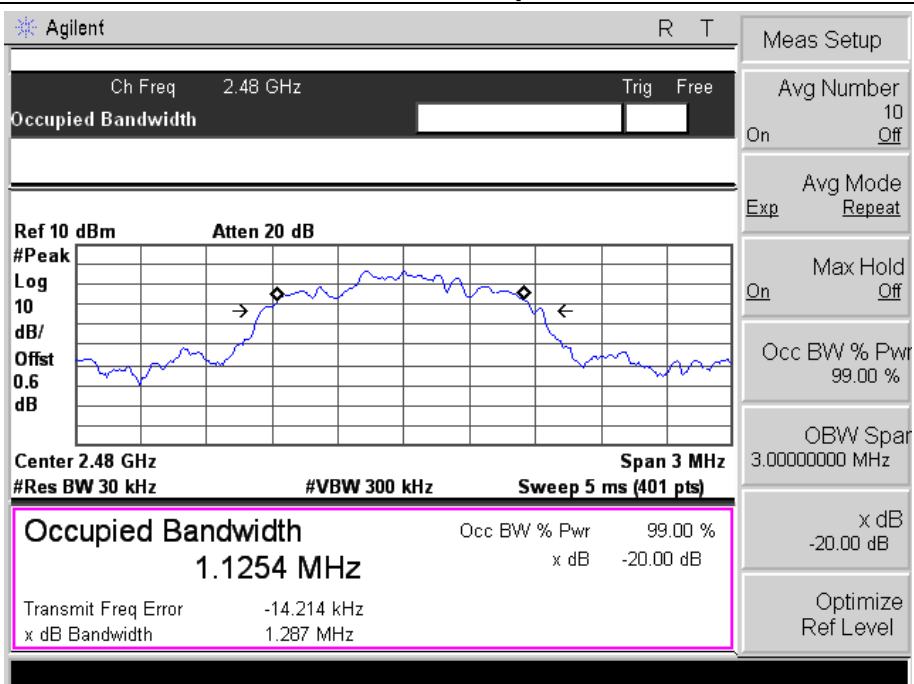 Agilent R T
Ch Freq 2.48 GHz Trig Free
Occupied Bandwidth
Ref 10 dBm Atten 20 dB
#Peak
Log
10
dB/
Offst
0.6
dB
Center 2.48 GHz Span 3 MHz
#Res BW 30 kHz #VBW 300 kHz Sweep 5 ms (401 pts)
Occupied Bandwidth
1.1254 MHz
Occ BW % Pwr 99.00 %
x dB -20.00 dB
Transmit Freq Error -14.214 kHz
x dB Bandwidth 1.287 MHz
Meas Setup
Avg Number
10
On Off
Avg Mode
Exp Repeat
Max Hold
On Off
Occ BW % Pwr
99.00 %
OBW Span
3.00000000 MHz
x dB
-20.00 dB
Optimize
Ref Level